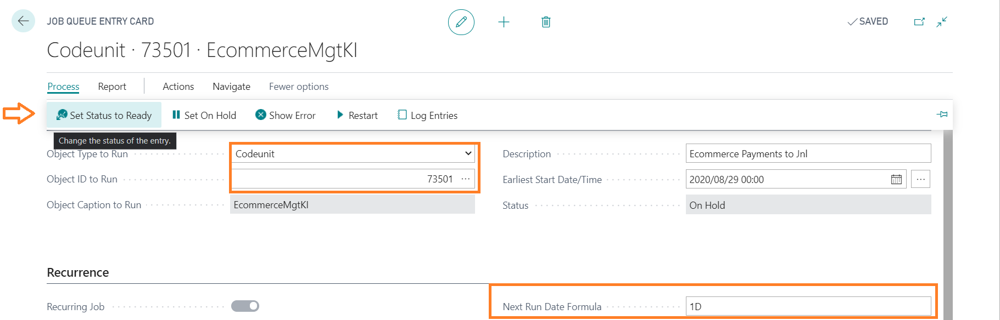 JOB QUEUE ENTRY CARD
SAVED
Codeunit · 73501 · EcommerceMgtKI
Process Report Actions Navigate Fewer options
Set Status to Ready Set On Hold Show Error Restart Log Entries
Change the status of the entry.
Object Type to Run Codeunit
Object ID to Run 73501 ...
Object Caption to Run EcommerceMgtKI
Description Ecommerce Payments to Jnl
Earliest Start Date/Time 2020/08/29 00:00 ...
Status On Hold
Recurrence
Recurring Job
Next Run Date Formula 1D